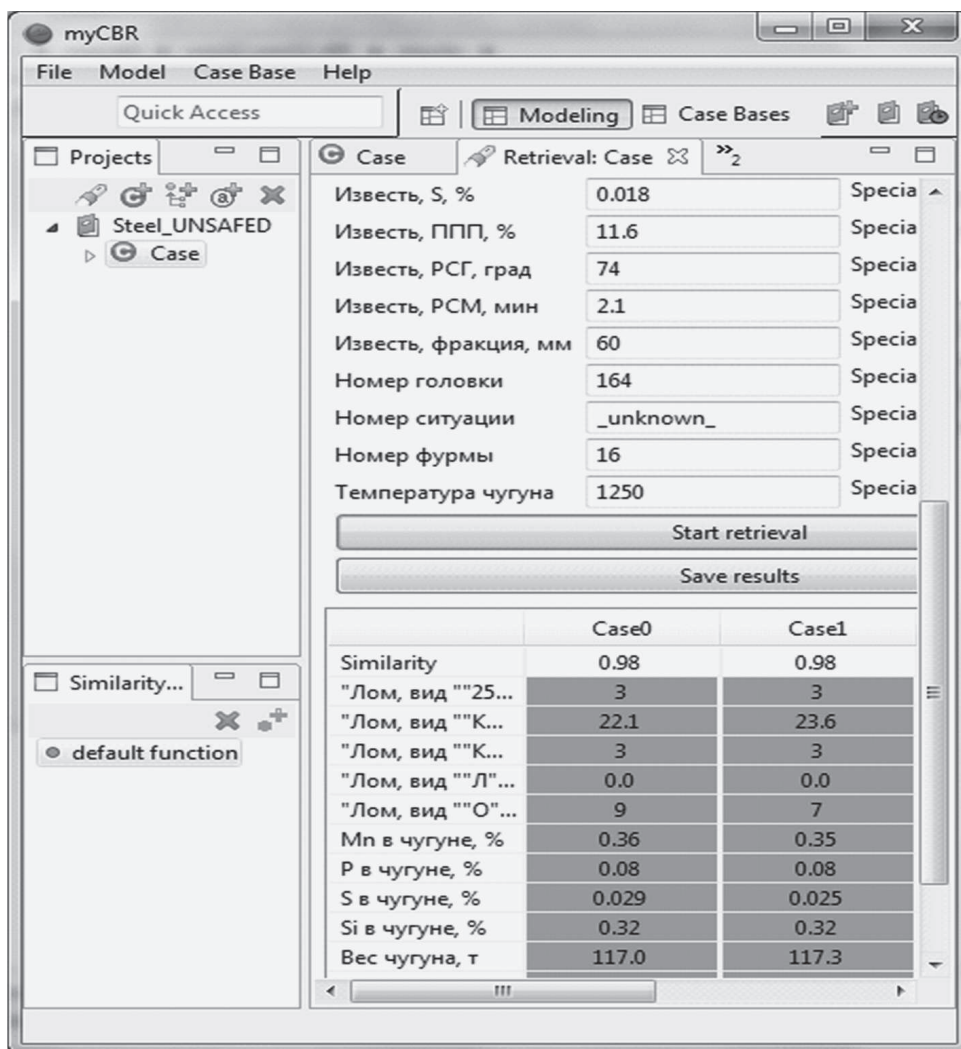 myCBR
File Model Case Base Help
Quick Access Modeling Case Bases
Projects
Steel_UNSAFED
Case
Case Retrieval: Case »2
Известь, S, % 0.018 Specia
Известь, ППП, % 11.6 Specia
Известь, РСГ, град 74 Specia
Известь, РСМ, мин 2.1 Specia
Известь, фракция, мм 60 Specia
Номер головки 164 Specia
Номер ситуации _unknown_ Specia
Номер фурмы 16 Specia
Температура чугуна 1250 Specia
Start retrieval
Save results
Case0 Case1
Similarity 0.98 0.98
"Лом, вид ""25... 3 3
"Лом, вид ""К... 22.1 23.6
"Лом, вид ""К... 3 3
"Лом, вид ""Л"... 0.0 0.0
"Лом, вид ""О"... 9 7
Mn в чугуне, % 0.36 0.35
P в чугуне, % 0.08 0.08
S в чугуне, % 0.029 0.025
Si в чугуне, % 0.32 0.32
Вес чугуна, т 117.0 117.3
Similarity...
default function